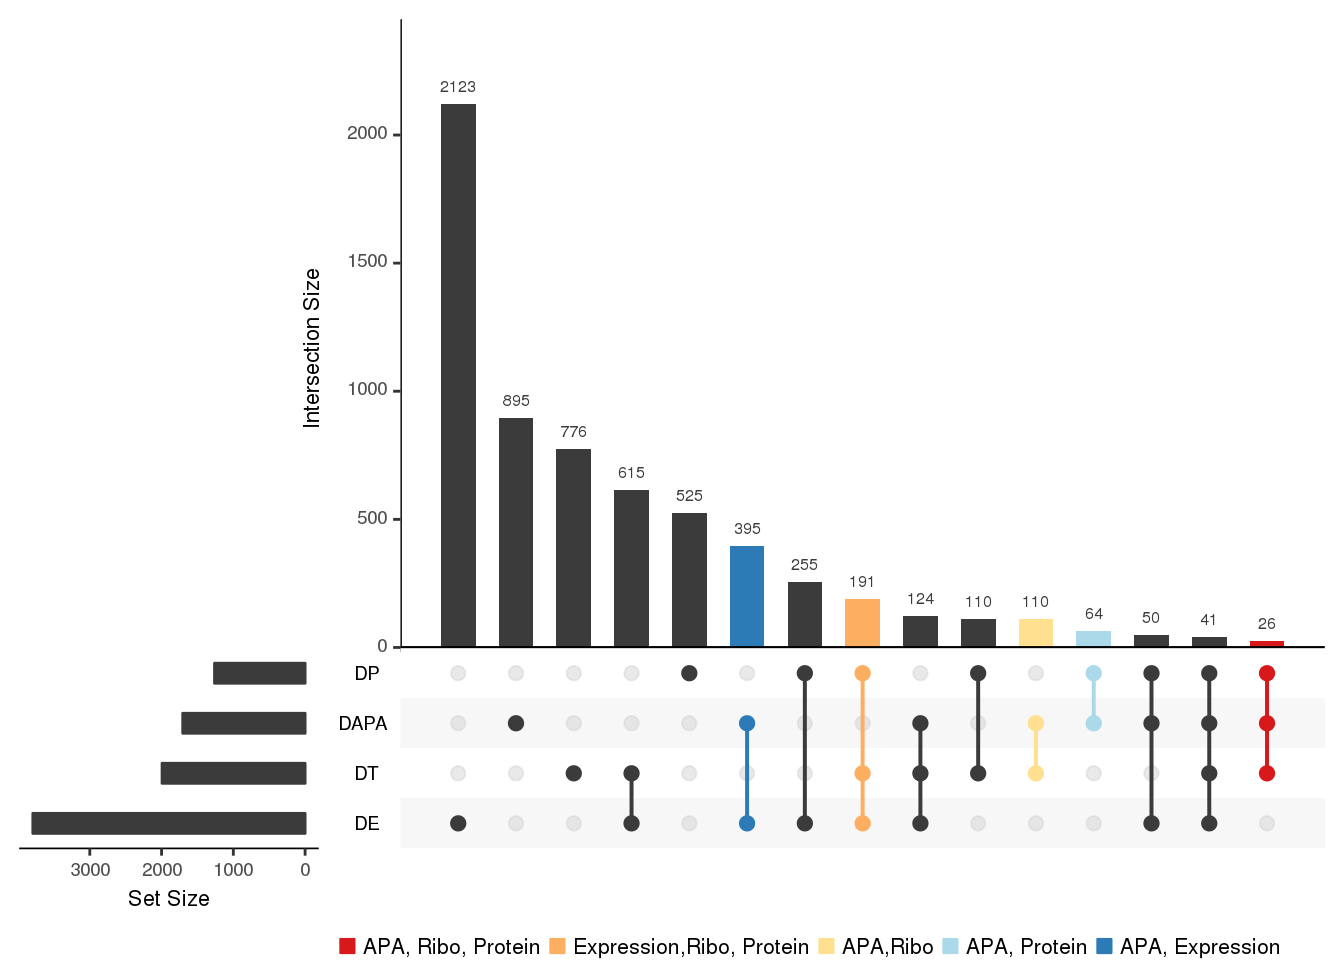 2123
2000
1500
1000
500
0
Intersection Size
895
776
615
525
395
255
191
124
110
110
64
50
41
26
DP
DAPA
DT
DE
3000 2000 1000 0
Set Size
APA, Ribo, Protein Expression,Ribo, Protein APA,Ribo APA, Protein APA, Expression